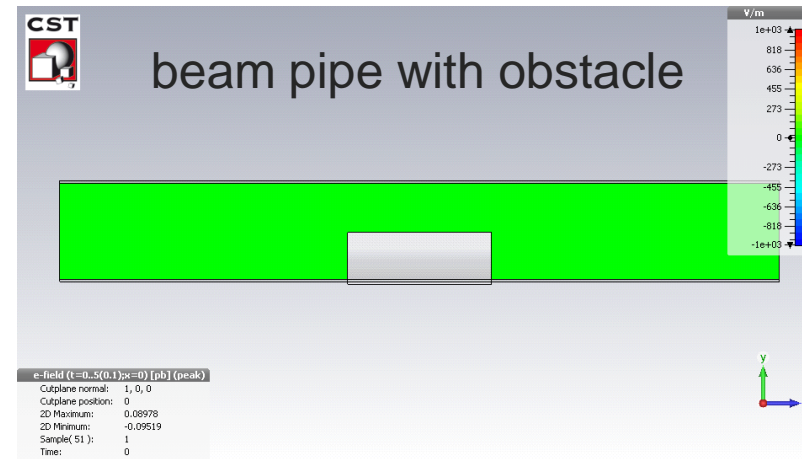 CST
beam pipe with obstacle
V/m
1e+03
818
636
455
273
0
-273
-455
-636
-818
-1e+03
y
e-field (t=0..5(0.1);x=0) [pb] (peak)
Cutplane normal: 1, 0, 0
Cutplane position: 0
2D Maximum: 0.08978
2D Minimum: -0.09519
Sample( 51 ): 1
Time: 0